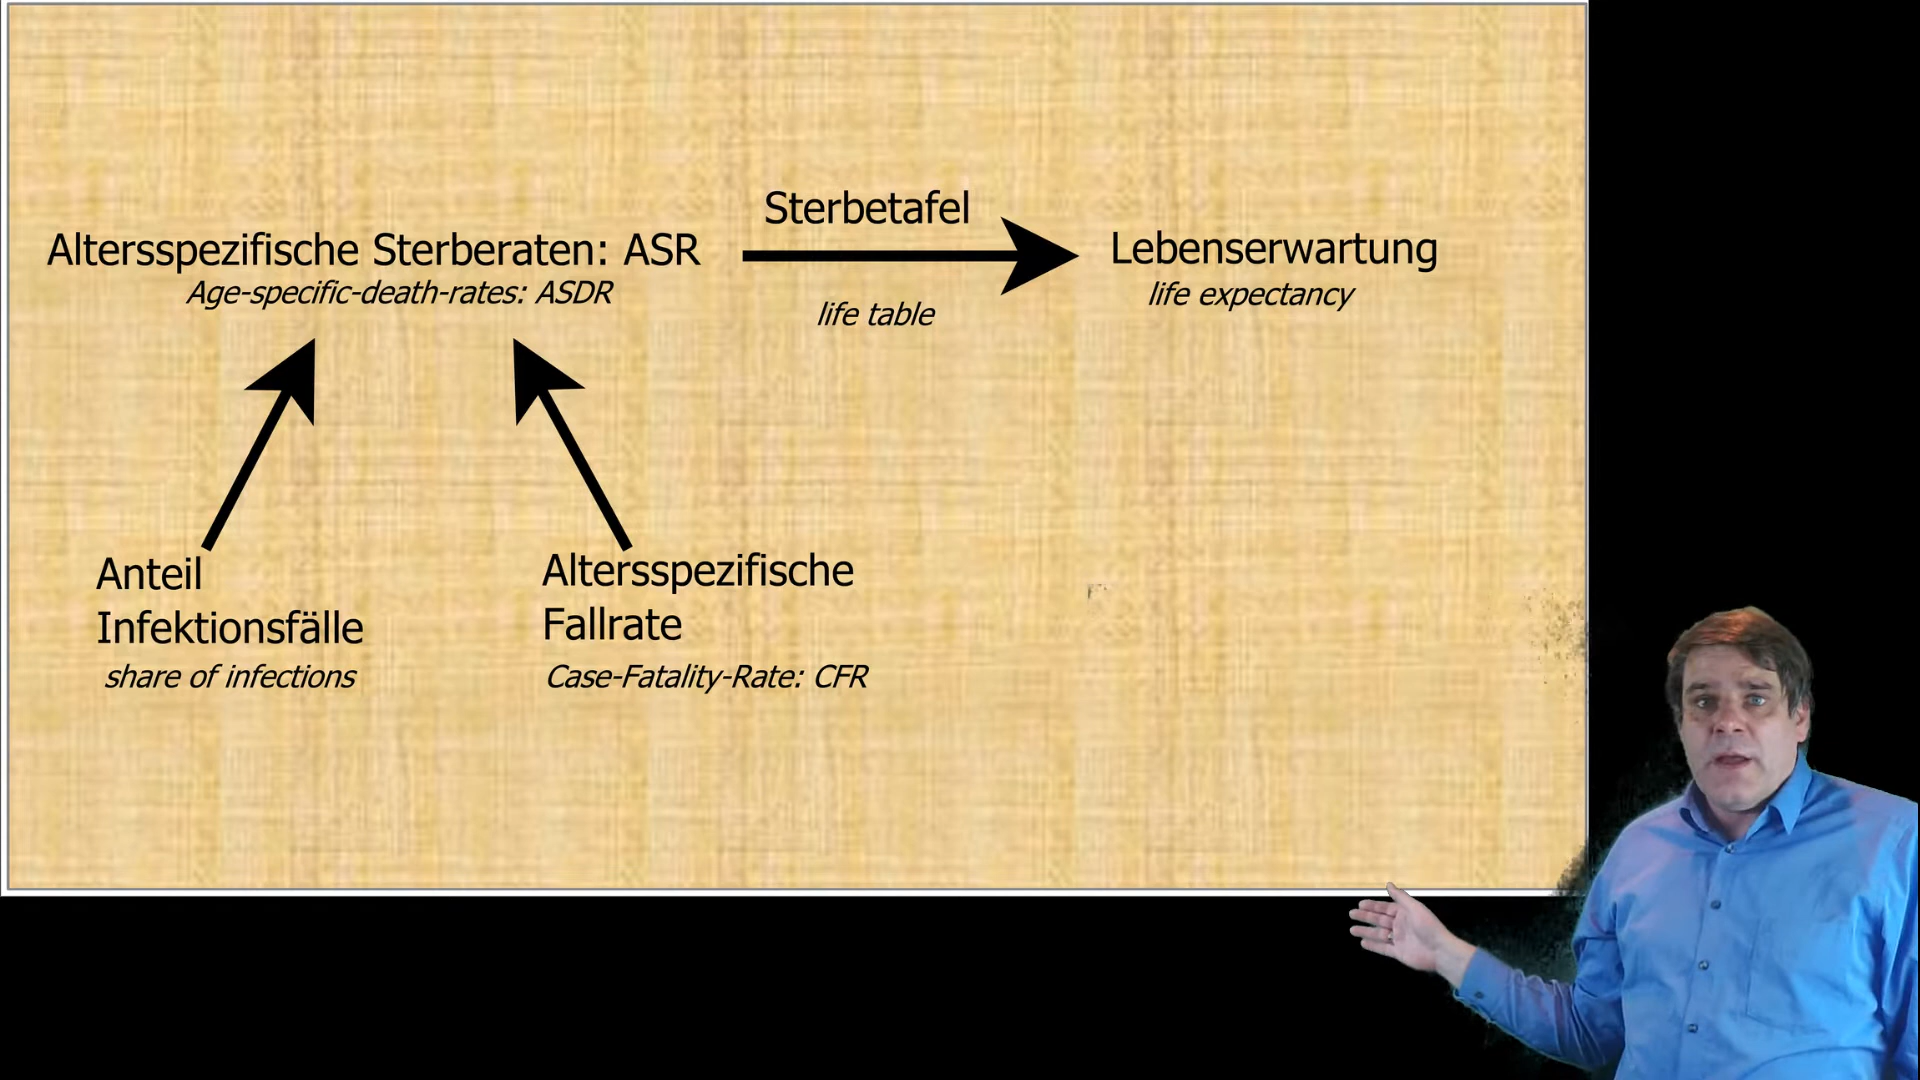 Sterbetafel
Altersspezifische Sterberaten: ASR
Lebenserwartung
Age-specific-death-rates: ASDR
life expectancy
life table
Anteil
Infektionsfälle
share of infections
Altersspezifische
Fallrate
Case-Fatality-Rate: CFR